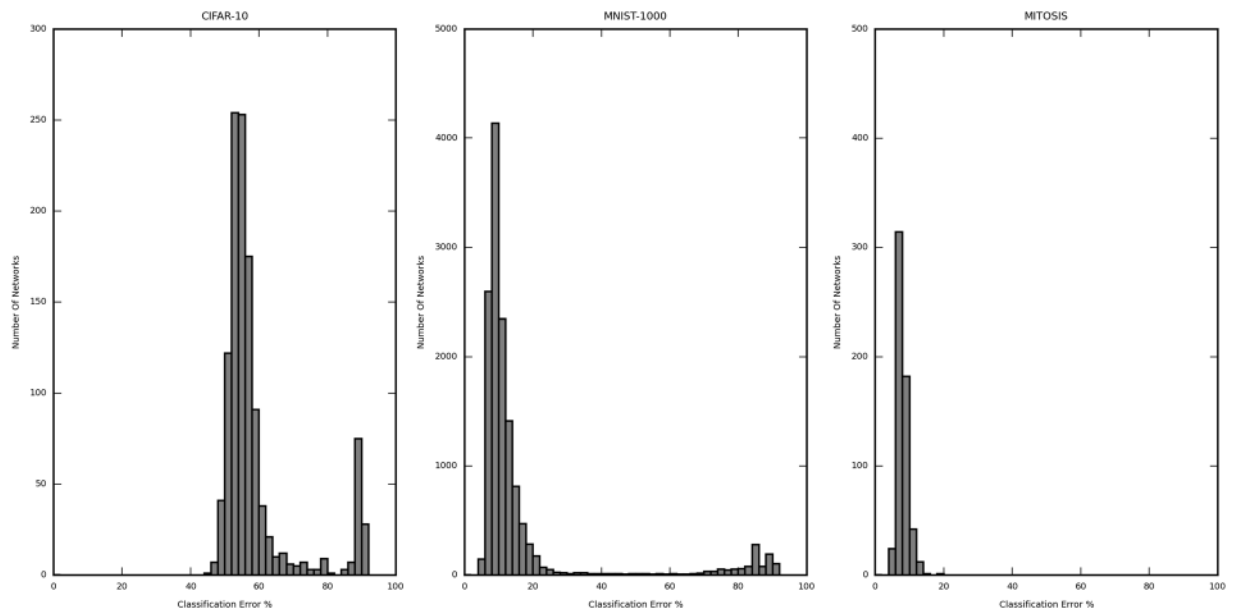 CIFAR-10
300
250
200
150
100
50
0
Number Of Networks
0 20 40 60 80 100
Classification Error %
MNIST-1000
5000
4000
3000
2000
1000
0
Number Of Networks
0 20 40 60 80 100
Classification Error %
MITOSIS
500
400
300
200
100
0
Number Of Networks
0 20 40 60 80 100
Classification Error %